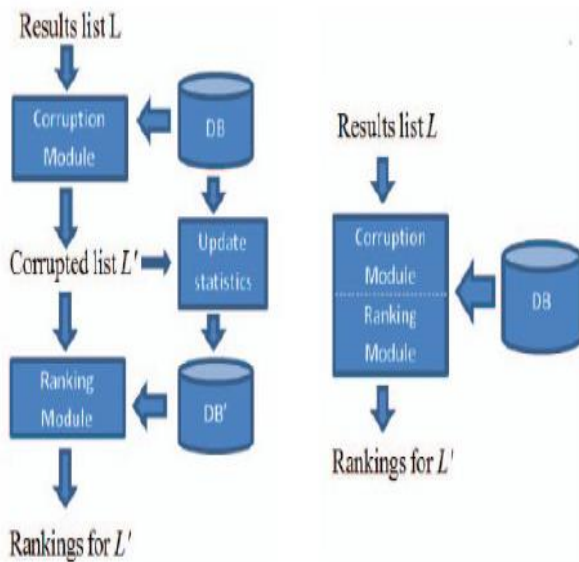 Results list L
Corruption
Module
DB
Corrupted list L'
Update
statistics
Ranking
Module
DB'
Rankings for L'
Results list L
Corruption
Module
Ranking
Module
DB
Rankings for L'